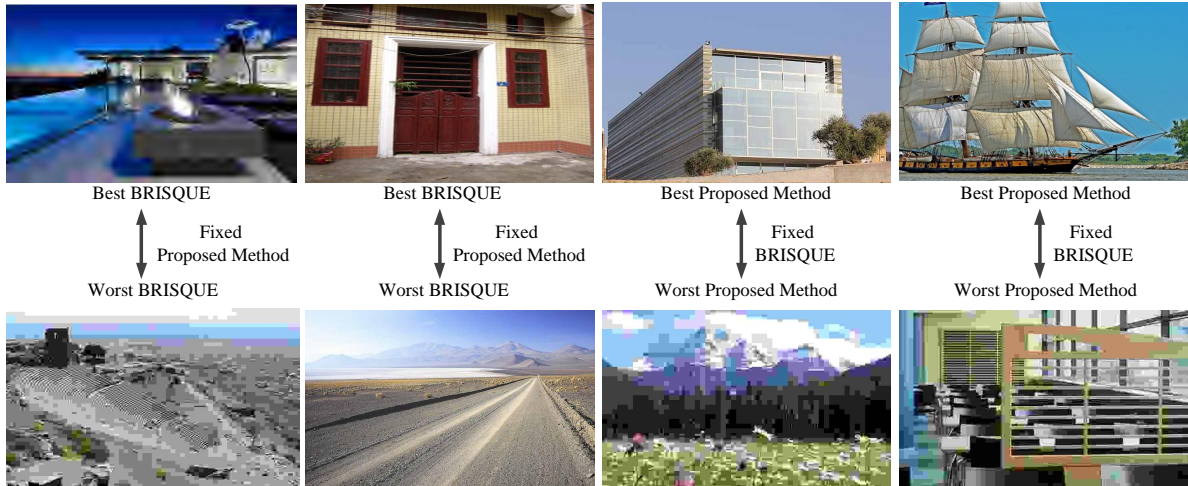 Best BRISQUE
Best BRISQUE
Best Proposed Method
Best Proposed Method
Fixed
Proposed Method
Fixed
Proposed Method
Fixed
BRISQUE
Fixed
BRISQUE
Worst BRISQUE
Worst BRISQUE
Worst Proposed Method
Worst Proposed Method